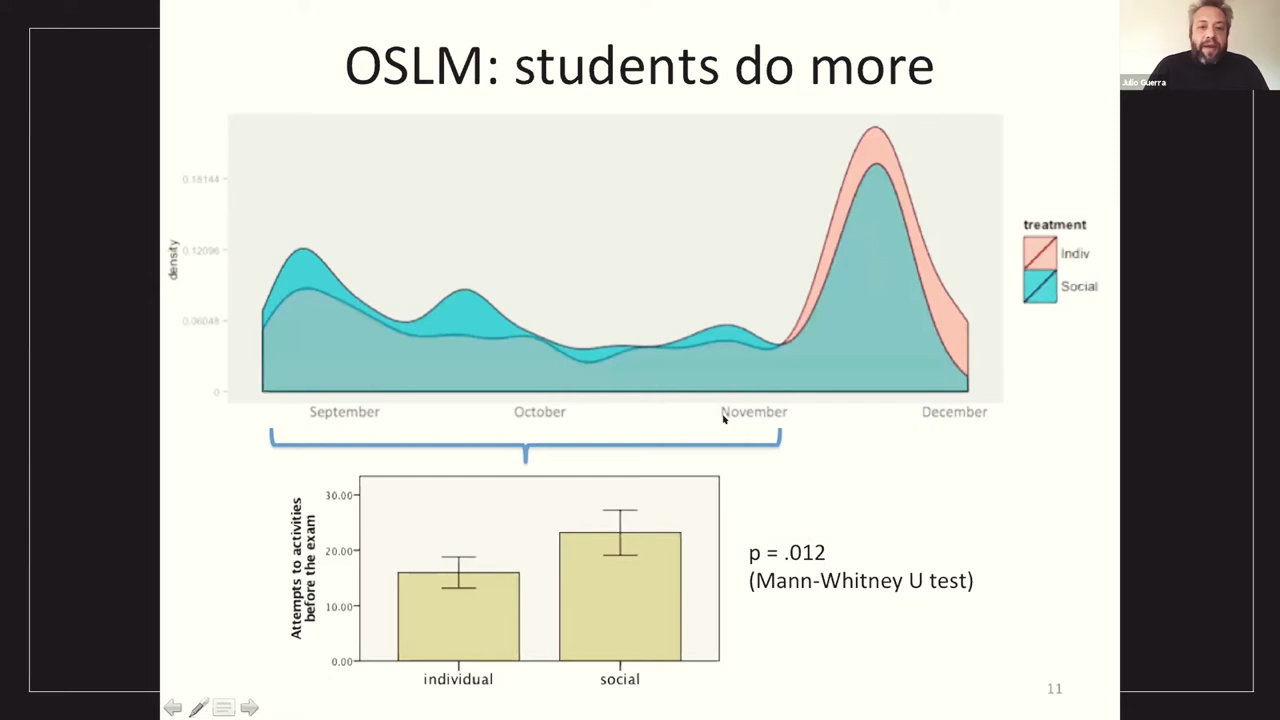 OSLM: students do more
Julio Guerra
density
0.18144
0.12096
0.06048
0
September October November December
treatment
Indiv
Social
Attempts to activities
before the exam
30.00
20.00
10.00
0.00
individual social
p = .012
(Mann-Whitney U test)
11